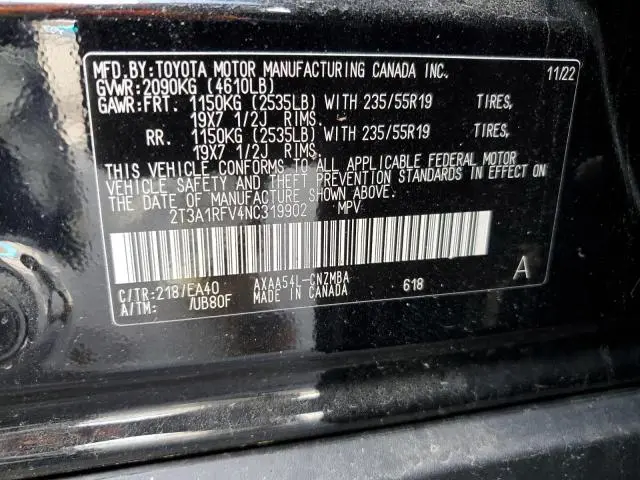 MFD.BY:TOYOTA MOTOR MANUFACTURING CANADA INC. 11/22
GVWR:2090KG (4610LB)
GAWR:FRT. 1150KG (2535LB) WITH 235/55R19 TIRES,
19X7 1/2J RIMS.
RR. 1150KG (2535LB) WITH 235/55R19 TIRES,
19X7 1/2J RIMS.
THIS VEHICLE CONFORMS TO ALL APPLICABLE FEDERAL MOTOR
VEHICLE SAFETY AND THEFT PREVENTION STANDARDS IN EFFECT ON
THE DATE OF MANUFACTURE SHOWN ABOVE.
2T3A1RFV4NC319902 MPV
C/TR:218/EA40 AXAA54L-CNZMBA 618 A
A/TM: /UB80F MADE IN CANADA